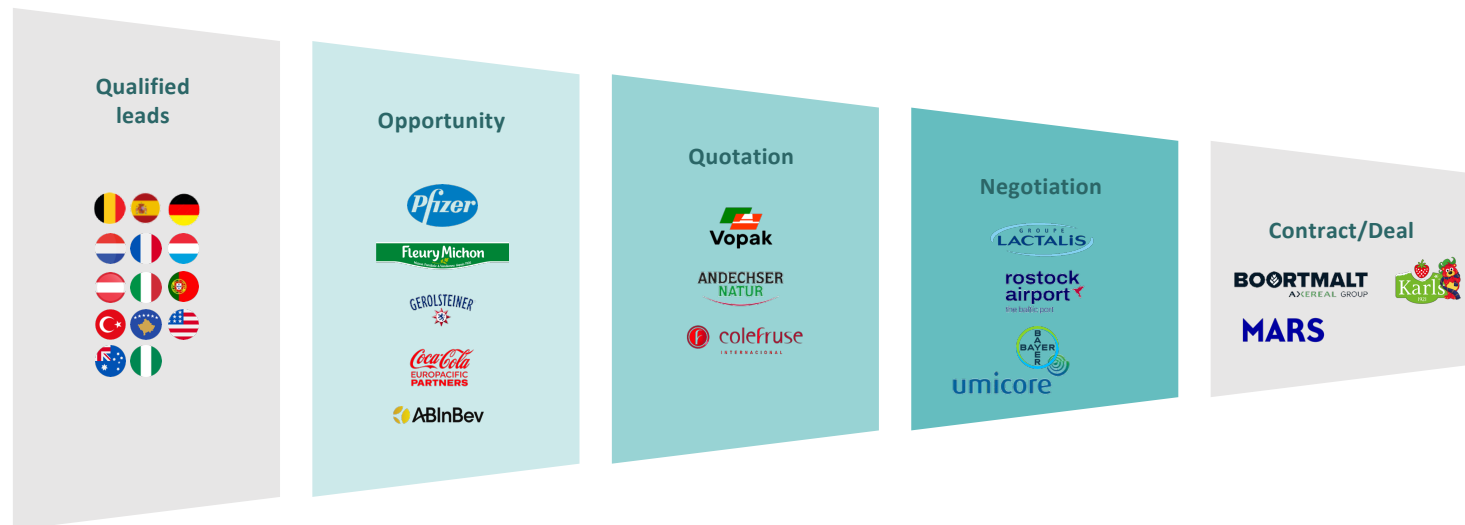 Qualified
leads
Opportunity
Pfizer
Fleury Michon
GEROLSTEINER
Coca-Cola
EUROPACIFIC
PARTNERS
ABInBev
Quotation
Vopak
ANDECHSER
NATUR
colefruse
INTERNACIONAL
Negotiation
GROUPE
LACTALIS
rostock
airport
the baltic port
BAYER
BAYER
umicore
Contract/Deal
BOORTMALT
AXEREAL GROUP
Karls
MARS